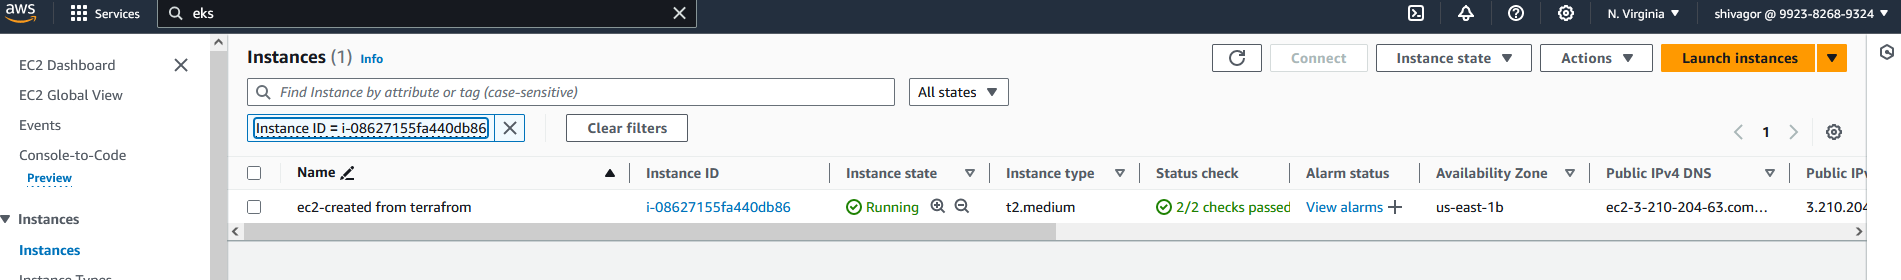 aws
Services
eks
N. Virginia
shivagor @ 9923-8268-9324
EC2 Dashboard
EC2 Global View
Events
Console-to-Code
Preview
Instances
Instances
Instance Types
Instances (1) Info
Connect
Instance state
Actions
Launch instances
Find Instance by attribute or tag (case-sensitive)
All states
Instance ID = i-08627155fa440db86
Clear filters
1
Name Instance ID Instance state Instance type Status check Alarm status Availability Zone Public IPv4 DNS Public IPv
ec2-created from terrafrom i-08627155fa440db86 Running t2.medium 2/2 checks passed View alarms us-east-1b ec2-3-210-204-63.com... 3.210.204